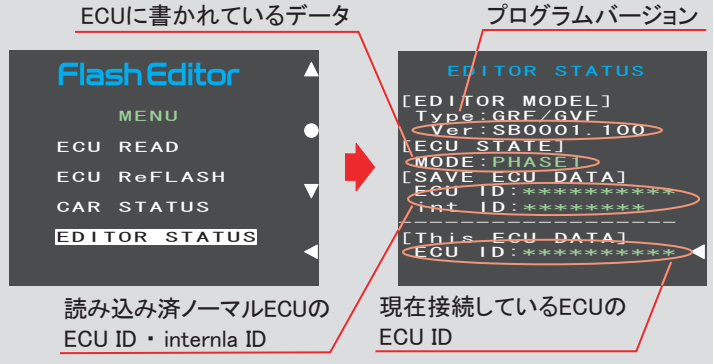 ECUに書かれているデータ
プログラムバージョン
Flash Editor
MENU
ECU READ
ECU ReFLASH
CAR STATUS
EDITOR STATUS
EDITOR STATUS
[EDITOR MODEL]
Type:GRF/GVF
Ver:SB0001.100
[ECU STATE]
MODE:PHASE1
[SAVE ECU DATA]
ECU ID:**********
int ID:********
--------------------
[This ECU DATA]
ECU ID:**********
読み込み済ノーマルECUの
ECU ID・internla ID
現在接続しているECUの
ECU ID